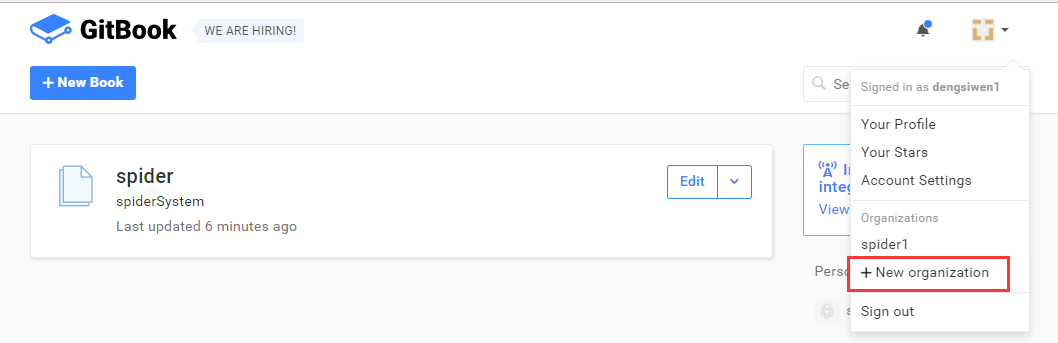 GitBook
WE ARE HIRING!
+ New Book
Se
Signed in as dengsiwen1
Your Profile
Your Stars
Account Settings
Organizations
spider1
+ New organization
Sign out
spider
spiderSystem
Last updated 6 minutes ago
Edit
integ
View
Perso